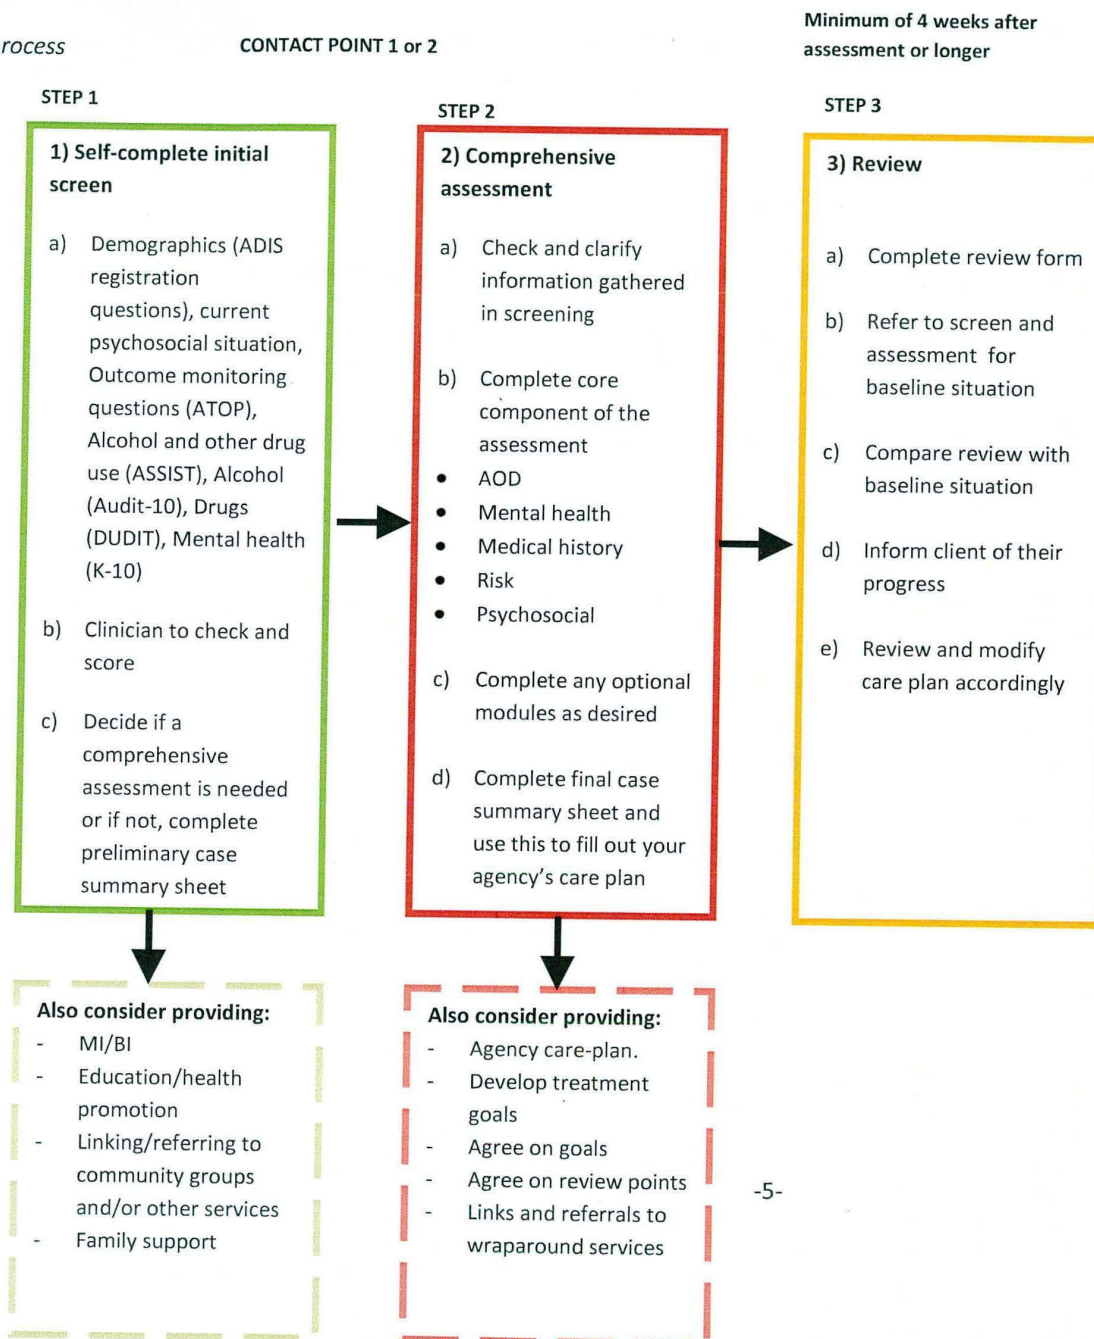 rocess
CONTACT POINT 1 or 2
Minimum of 4 weeks after
assessment or longer
STEP 1
1) Self-complete initial
screen
a) Demographics (ADIS
registration
questions), current
psychosocial situation,
Outcome monitoring
questions (ATOP),
Alcohol and other drug
use (ASSIST), Alcohol
(Audit-10), Drugs
(DUDIT), Mental health
(K-10)
b) Clinician to check and
score
c) Decide if a
comprehensive
assessment is needed
or if not, complete
preliminary case
summary sheet
Also consider providing:
- MI/BI
- Education/health
promotion
- Linking/referring to
community groups
and/or other services
- Family support
STEP 2
2) Comprehensive
assessment
a) Check and clarify
information gathered
in screening
b) Complete core
component of the
assessment
• AOD
• Mental health
• Medical history
• Risk
• Psychosocial
c) Complete any optional
modules as desired
d) Complete final case
summary sheet and
use this to fill out your
agency's care plan
Also consider providing:
- Agency care-plan.
- Develop treatment
goals
- Agree on goals
- Agree on review points
- Links and referrals to
wraparound services
STEP 3
3) Review
a) Complete review form
b) Refer to screen and
assessment for
baseline situation
c) Compare review with
baseline situation
d) Inform client of their
progress
e) Review and modify
care plan accordingly
-5-